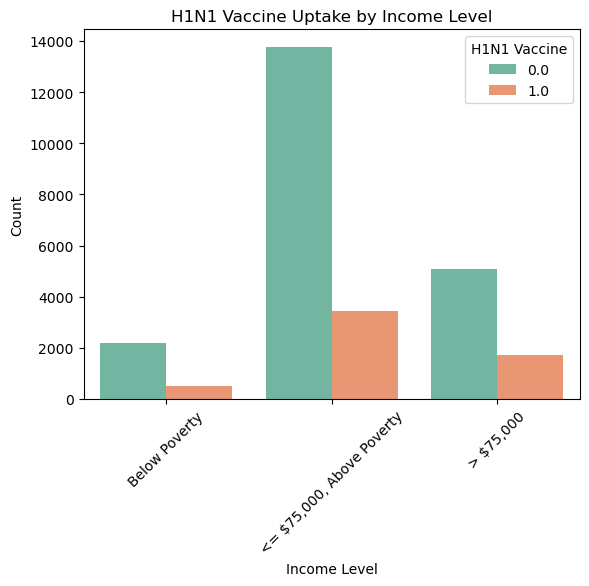 H1N1 Vaccine Uptake by Income Level
14000
12000
10000
8000
6000
4000
2000
0
Count
H1N1 Vaccine
0.0
1.0
Below Poverty
<= $75,000, Above Poverty
> $75,000
Income Level